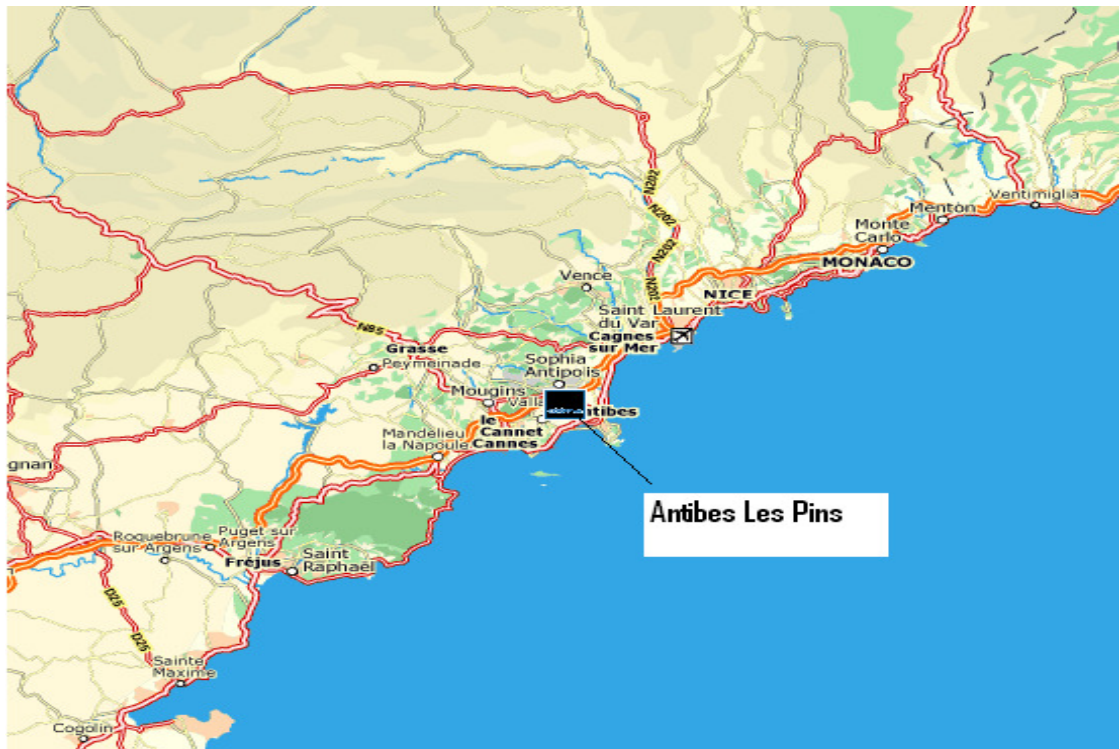 N202
N202
N202
N202
Ventimiglia
Menton
Monte
Carlo
MONACO
Vence
NICE
Saint Laurent
du Var
Cagnes
sur Mer
N85
Grasse
Peymeinade
Sophia
Antipolis
Mougins
le
Cannet
Cannes
Mandelieu
la Napoule
Antibes Les Pins
Roquebrune
sur Argens
Puget sur
Argens
Fréjus
Saint
Raphaël
D25
D25
Sainte
Maxime
Cogolin